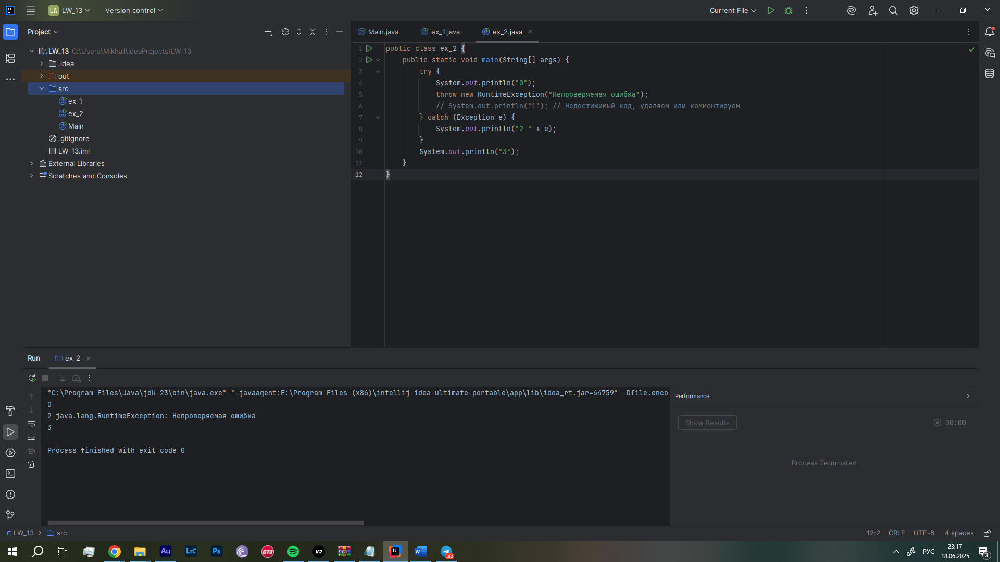 LW LW_13 Version control Current File
Project
LW_13 C:\Users\Mikhail\IdeaProjects\LW_13
.idea
out
src
ex_1
ex_2
Main
.gitignore
LW_13.iml
External Libraries
Scratches and Consoles
Main.java ex_1.java ex_2.java
1 public class ex_2 {
2 public static void main(String[] args) {
3 try {
4 System.out.println("0");
5 throw new RuntimeException("Непроверяемая ошибка");
6 // System.out.println("1"); // Недостижимый код, удаляем или комментируем
7 } catch (Exception e) {
8 System.out.println("2 " + e);
9 }
10 System.out.println("3");
11 }
12 }
Run ex_2
"C:\Program Files\Java\jdk-23\bin\java.exe" "-javaagent:E:\Program Files (x86)\intellij-idea-ultimate-portable\app\lib\idea_rt.jar=64759" -Dfile.enco
0
2 java.lang.RuntimeException: Непроверяемая ошибка
3
Process finished with exit code 0
Performance
Show Results 00:00
Process Terminated
LW_13 src
12:2 CRLF UTF-8 4 spaces
Au LrC Ps GT3 V2 IJ W 82
РУС
23:17
18.06.2025
3